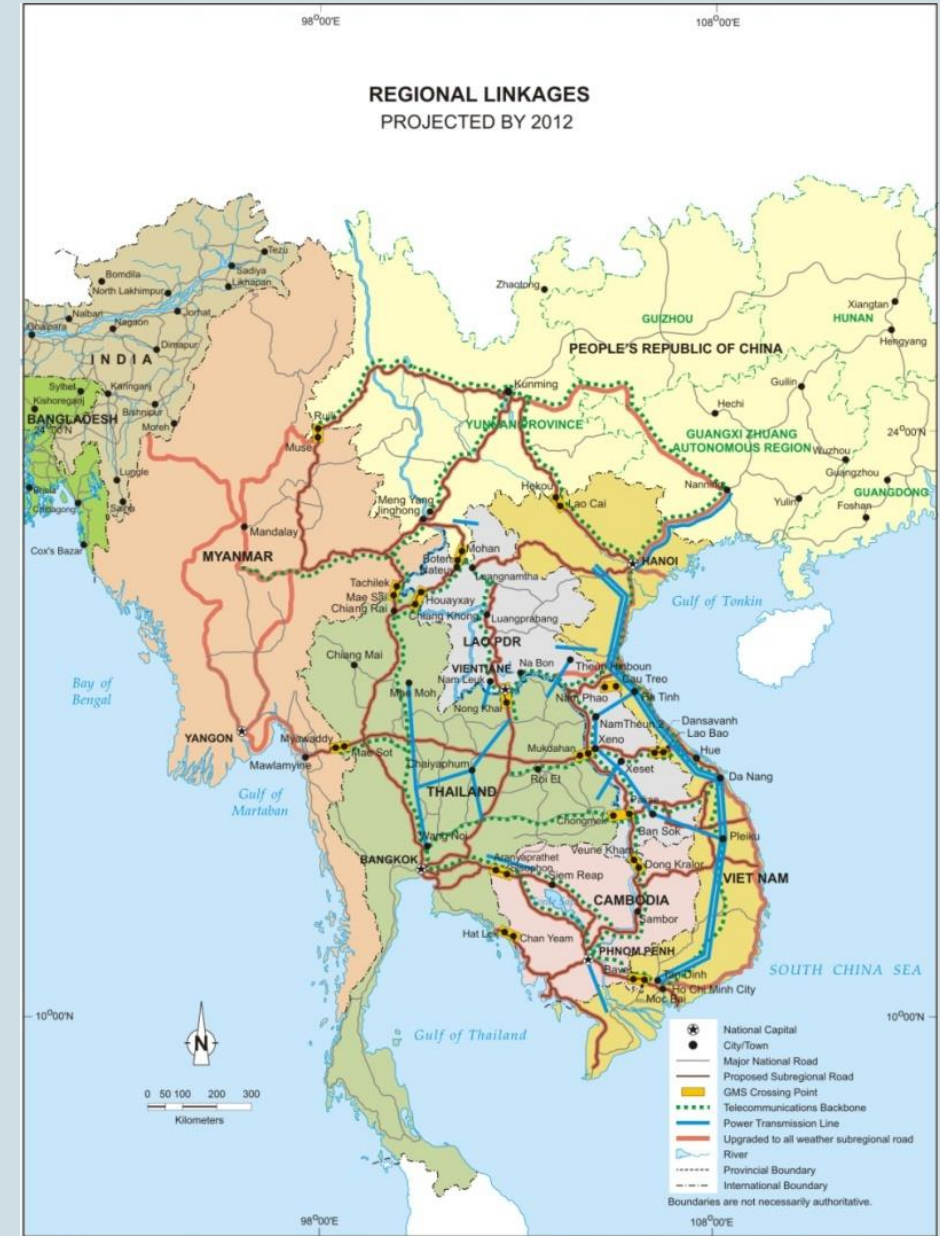 98°00'E
108°00'E
REGIONAL LINKAGES
PROJECTED BY 2012
Tezu
Sadiya
Likhapan
Bomdila
North Lakhimpur
Jorhat
Nalbari
Nagaon
Goalpara
Dimapur
INDIA
Zhaotong
GUIZHOU
Xiangtan
HUNAN
Hengyang
PEOPLE'S REPUBLIC OF CHINA
Sylhet
Karinganj
Kishoreganj
Bishnipur
BANGLADESH
24°00'N
Moreh
Kunming
Guilin
Hechi
Ruili
YUNNAN PROVINCE
24°00'N
GUANGXI ZHUANG
AUTONOMOUS REGION
Muse
Wuzhou
Guangzhou
GUANGDONG
Lungle
Hekou
Lao Cai
Nanning
Yulin
Foshan
Chittagong
Meng Yang
Jinghong
Mandalay
Cox's Bazar
MYANMAR
Mohan
Boten
Nateuy
HANOI
Luangnamtha
Tachilek
Mae Sai
Chiang Rai
Houayxay
Chiang Khong
Luangprabang
Gulf of Tonkin
LAO PDR
Chiang Mai
VIENTIANE
Na Bon
Theun Hinboun
Nam Leuk
Cau Treo
Bay of
Bengal
Mae Moh
Nong Khai
Nam Phao
Ha Tinh
NamTheun 2
Dansavanh
Lao Bao
YANGON
Myawaddy
Mae Sot
Mukdahan
Xeno
Hue
Mawlamyine
Chaiyaphum
Roi Et
Xeset
Da Nang
Gulf of
Martaban
THAILAND
Pakse
Chongmek
Ban Sok
Wang Noi
Pleiku
BANGKOK
Aranyaprathet
Veune Kham
Dong Kralor
Siem Reap
VIET NAM
CAMBODIA
Sambor
Hat Lek
Chan Yeam
PHNOM PENH
Bavet
SOUTH CHINA SEA
Ho Chi Minh City
Moc Bai
10°00'N
10°00'N
Gulf of Thailand
N
0 50 100 200 300
Kilometers
National Capital
City/Town
Major National Road
Proposed Subregional Road
GMS Crossing Point
Telecommunications Backbone
Power Transmission Line
Upgraded to all weather subregional road
River
Provincial Boundary
International Boundary
Boundaries are not necessarily authoritative.
98°00'E
108°00'E